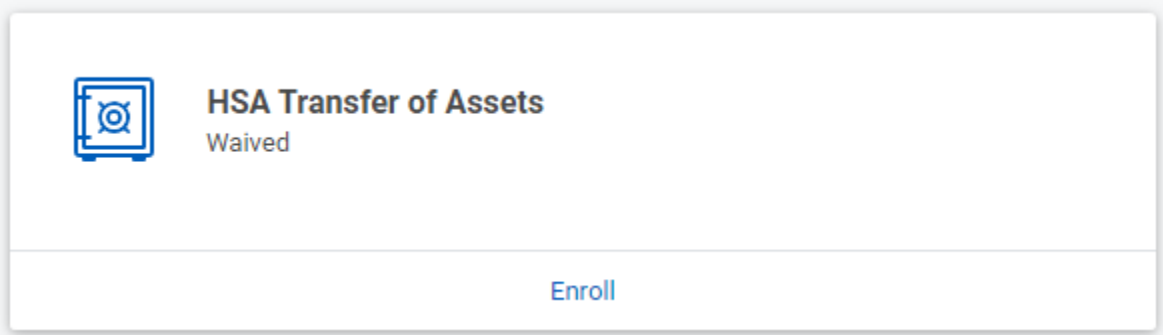 HSA Transfer of Assets
Waived
Enroll